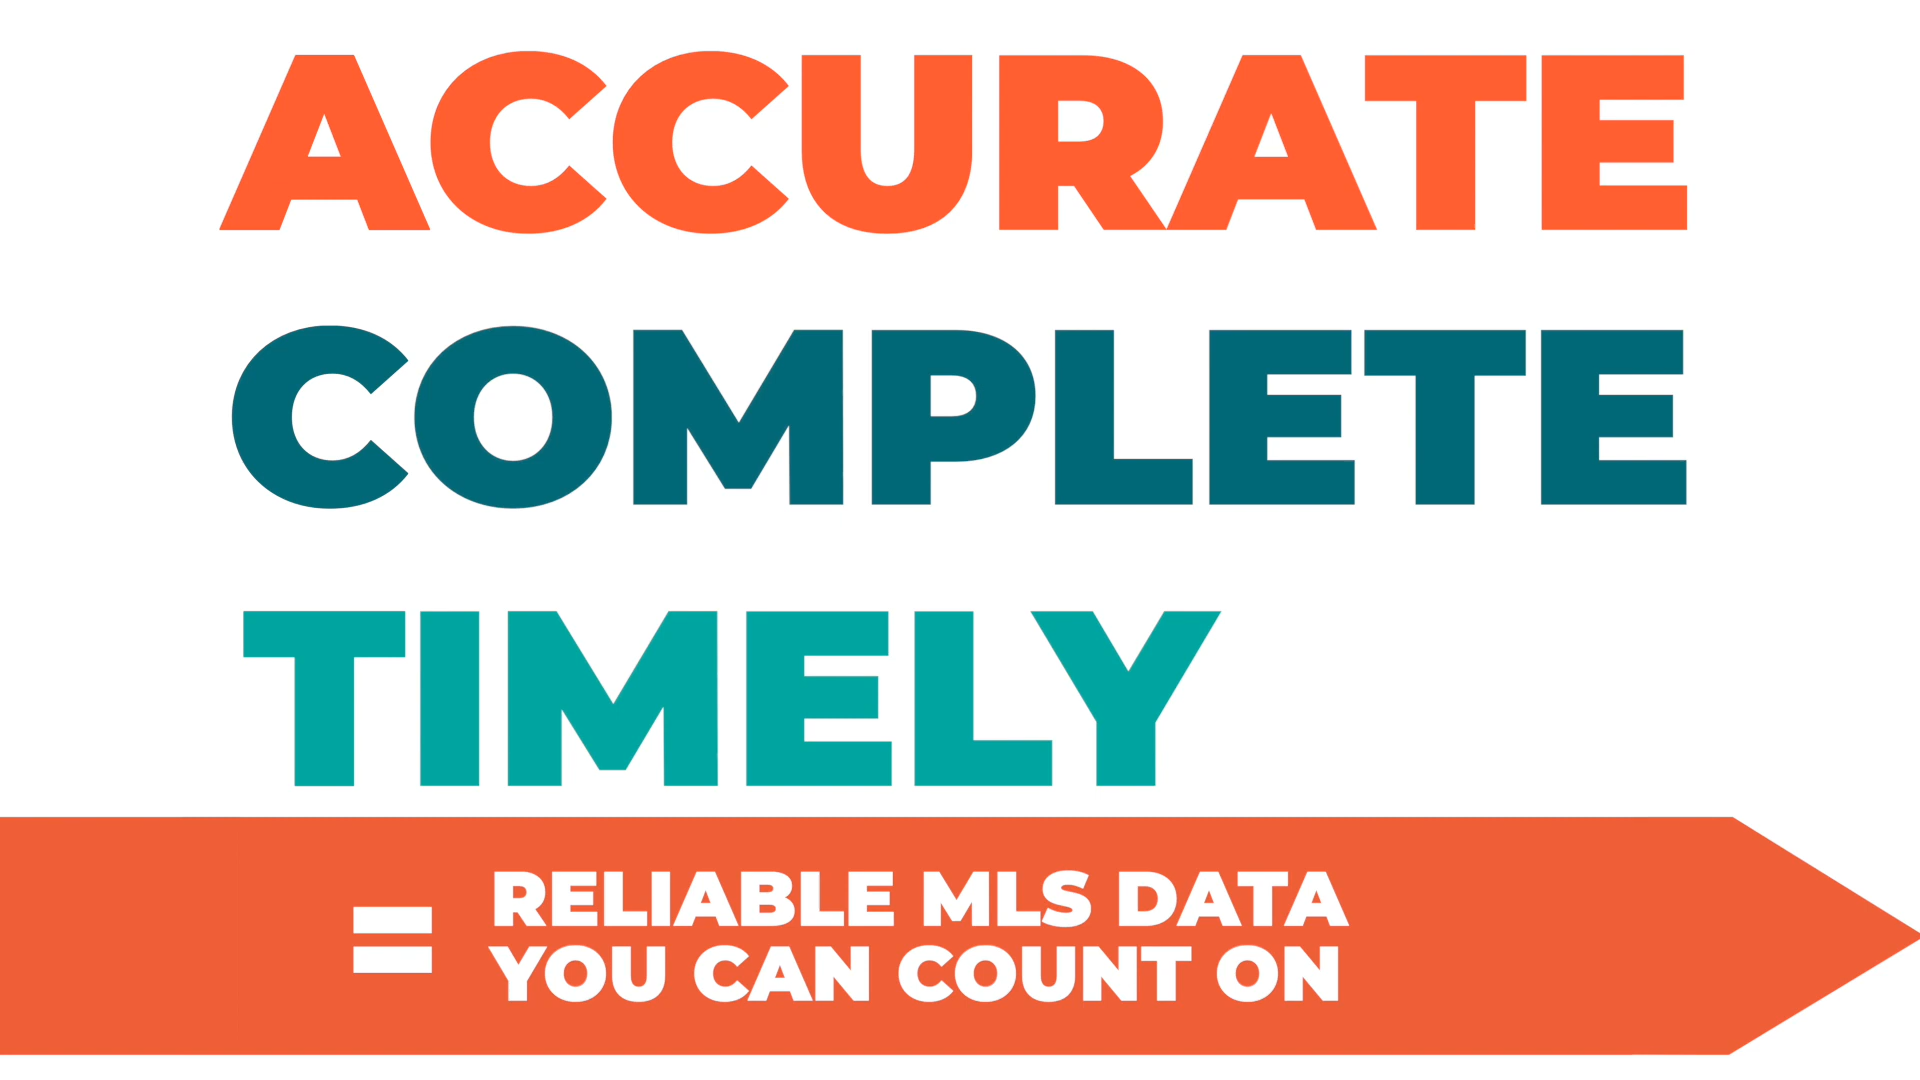 ACCURATE
COMPLETE
TIMELY
= RELIABLE MLS DATA
YOU CAN COUNT ON